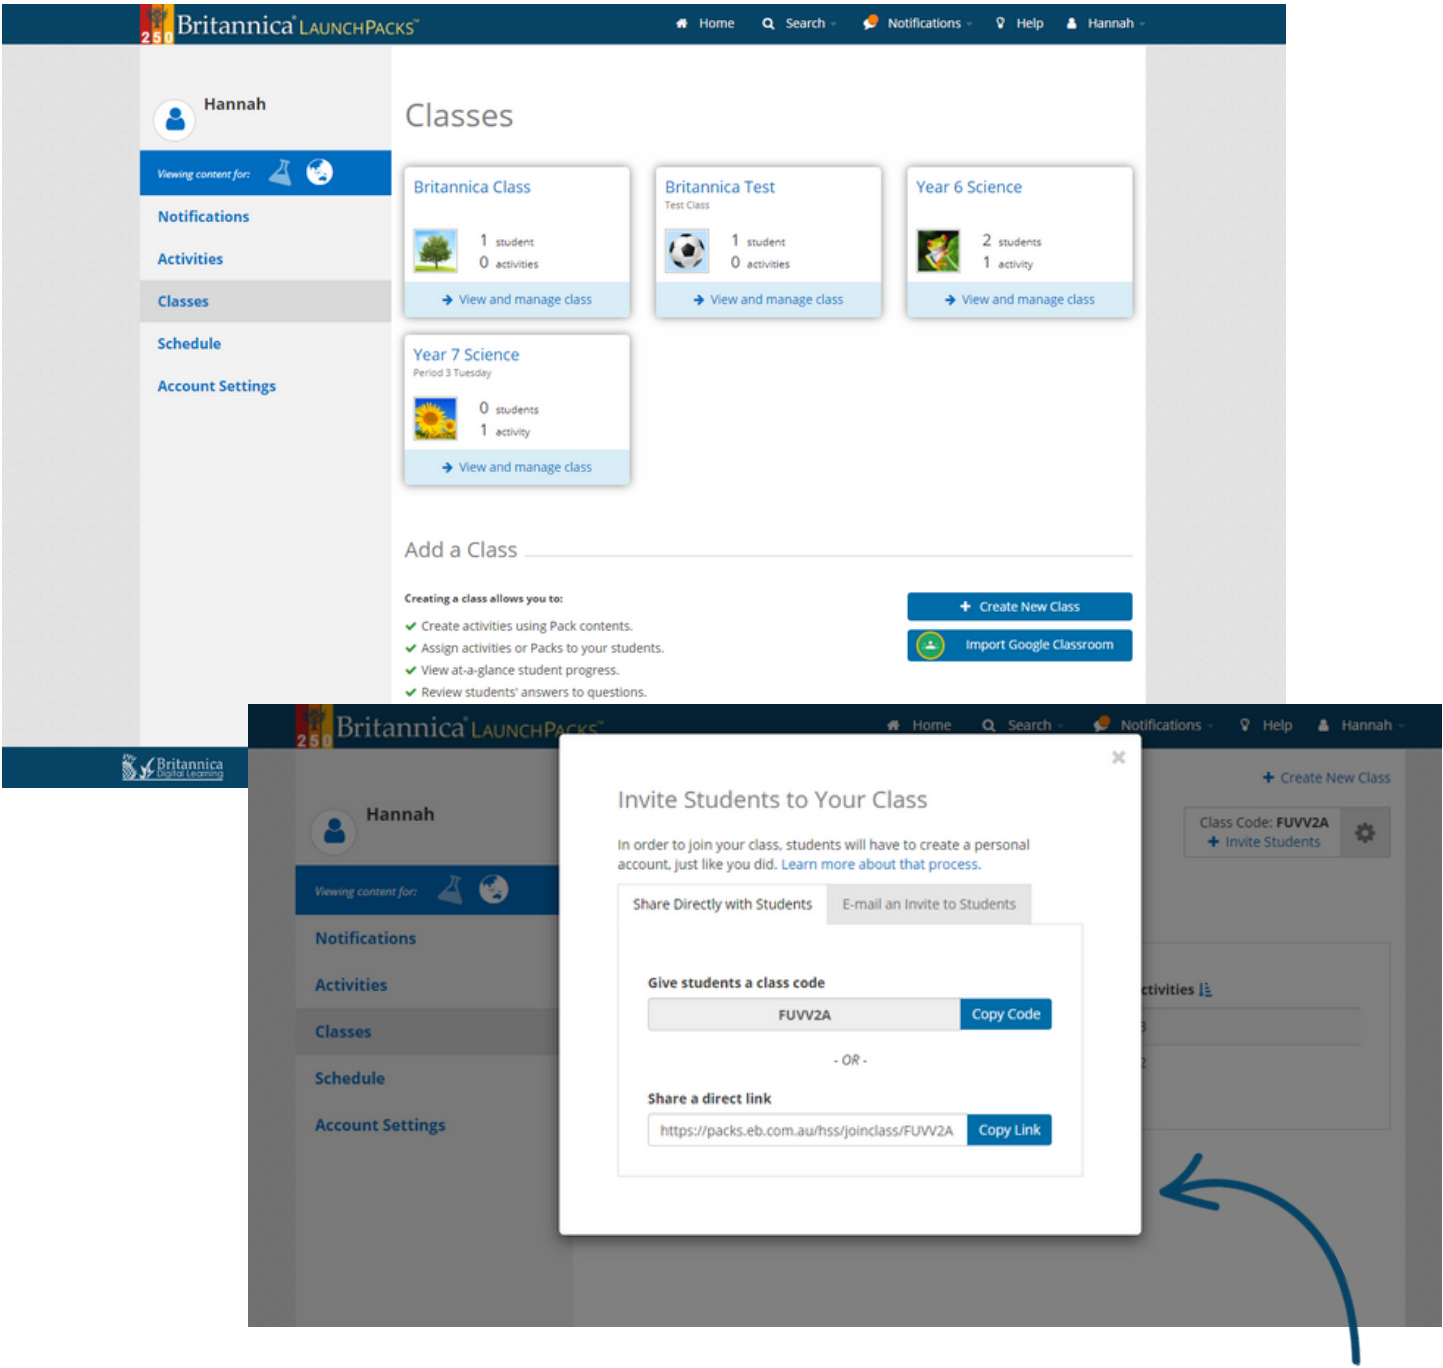 250 Britannica® LAUNCHPACKS™
Home Search Notifications Help Hannah
Hannah
Viewing content for:
Notifications
Activities
Classes
Schedule
Account Settings
Classes
Britannica Class
1 student
0 activities
View and manage class
Britannica Test
Test Class
1 student
0 activities
View and manage class
Year 6 Science
2 students
1 activity
View and manage class
Year 7 Science
Period 3 Tuesday
0 students
1 activity
View and manage class
Add a Class
Creating a class allows you to:
Create activities using Pack contents.
Assign activities or Packs to your students.
View at-a-glance student progress.
Review students' answers to questions.
+ Create New Class
Import Google Classroom
Britannica
Digital Learning
250 Britannica® LAUNCHPACKS™
Home Search Notifications Help Hannah
Hannah
Viewing content for:
Notifications
Activities
Classes
Schedule
Account Settings
+ Create New Class
Class Code: FUVV2A
+ Invite Students
ctivities
3
2
Invite Students to Your Class
In order to join your class, students will have to create a personal
account, just like you did. Learn more about that process.
Share Directly with Students
E-mail an Invite to Students
Give students a class code
FUVV2A Copy Code
- OR -
Share a direct link
https://packs.eb.com.au/hss/joinclass/FUVV2A Copy Link